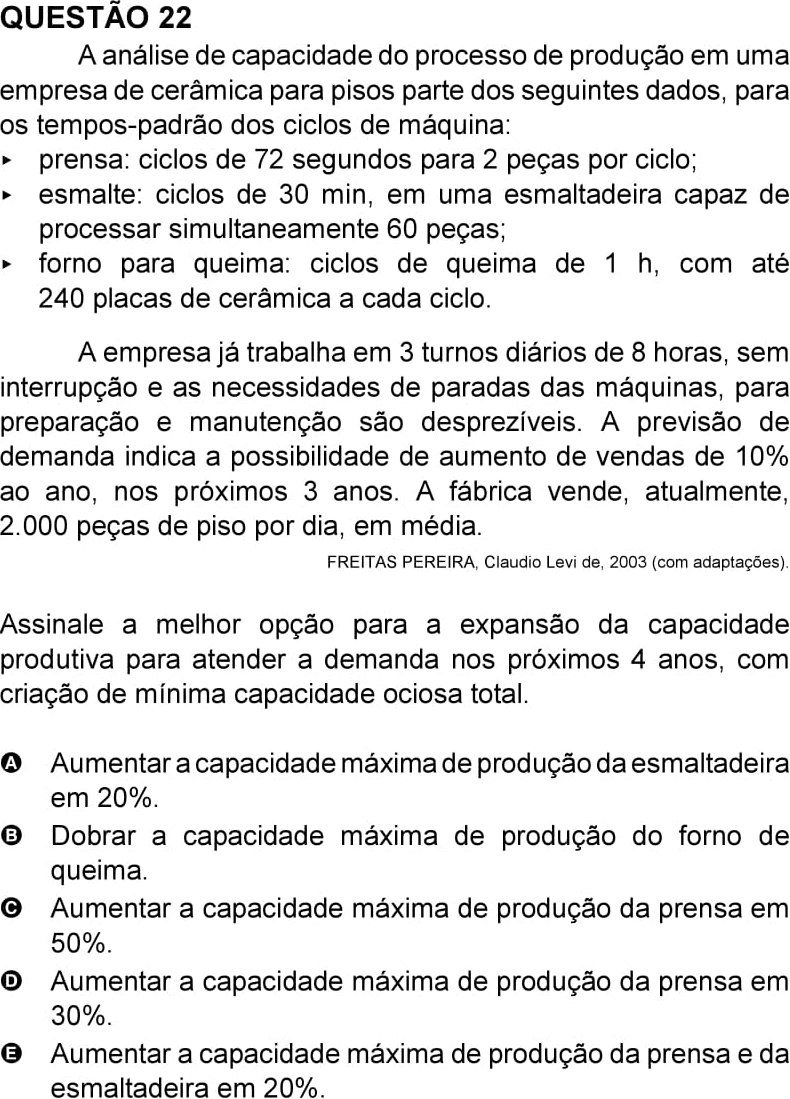 QUESTÃO 22
A análise de capacidade do processo de produção em uma
empresa de cerâmica para pisos parte dos seguintes dados, para
os tempos-padrão dos ciclos de máquina:
‣ prensa: ciclos de 72 segundos para 2 peças por ciclo;
‣ esmalte: ciclos de 30 min, em uma esmaltadeira capaz de
processar simultaneamente 60 peças;
‣ forno para queima: ciclos de queima de 1 h, com até
240 placas de cerâmica a cada ciclo.
A empresa já trabalha em 3 turnos diários de 8 horas, sem
interrupção e as necessidades de paradas das máquinas, para
preparação e manutenção são desprezíveis. A previsão de
demanda indica a possibilidade de aumento de vendas de 10%
ao ano, nos próximos 3 anos. A fábrica vende, atualmente,
2.000 peças de piso por dia, em média.
FREITAS PEREIRA, Claudio Levi de, 2003 (com adaptações).
Assinale a melhor opção para a expansão da capacidade
produtiva para atender a demanda nos próximos 4 anos, com
criação de mínima capacidade ociosa total.
A Aumentar a capacidade máxima de produção da esmaltadeira
em 20%.
B Dobrar a capacidade máxima de produção do forno de
queima.
C Aumentar a capacidade máxima de produção da prensa em
50%.
D Aumentar a capacidade máxima de produção da prensa em
30%.
E Aumentar a capacidade máxima de produção da prensa e da
esmaltadeira em 20%.